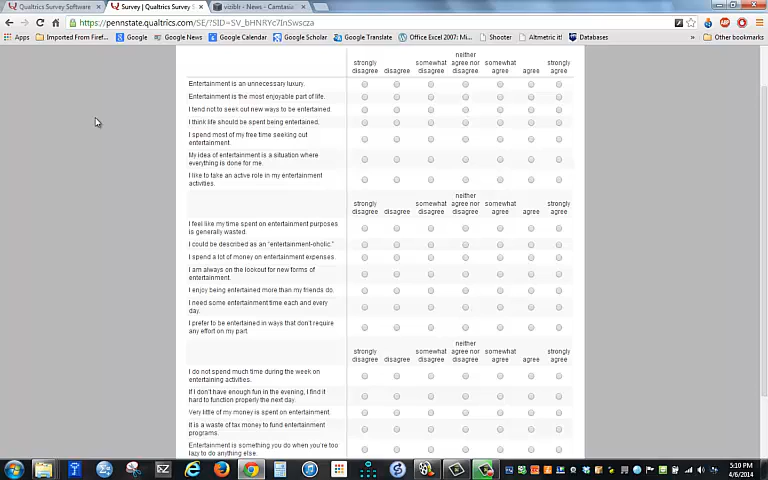 Qualtrics Survey Software
Survey | Qualtrics Survey S
viziblr - News - Camtasia
https://pennstate.qualtrics.com/SE/?SID=SV_bHNRYc7lnSwscza
Apps
Imported From Firef...
Google
Google News
Google Calendar
Google Scholar
Google Translate
Office Excel 2007: Mi...
Shooter
Altmetric it!
Databases
Other bookmarks
strongly disagree
disagree
somewhat disagree
neither agree nor disagree
somewhat agree
agree
strongly agree
Entertainment is an unnecessary luxury.
Entertainment is the most enjoyable part of life.
I tend not to seek out new ways to be entertained.
I think life should be spent being entertained.
I spend most of my free time seeking out
entertainment.
My idea of entertainment is a situation where
everything is done for me.
I like to take an active role in my entertainment
activities.
strongly disagree
disagree
somewhat disagree
neither agree nor disagree
somewhat agree
agree
strongly agree
I feel like my time spent on entertainment purposes
is generally wasted.
I could be described as an "entertainment-oholic."
I spend a lot of money on entertainment expenses.
I am always on the lookout for new forms of
entertainment.
I enjoy being entertained more than my friends do.
I need some entertainment time each and every
day.
I prefer to be entertained in ways that don't require
any effort on my part.
strongly disagree
disagree
somewhat disagree
neither agree nor disagree
somewhat agree
agree
strongly agree
I do not spend much time during the week on
entertaining activities.
If I don't have enough fun in the evening, I find it
hard to function properly the next day.
Very little of my money is spent on entertainment.
It is a waste of tax money to fund entertainment
programs.
Entertainment is something you do when you're too
lazy to do anything else.
5:10 PM
4/6/2014